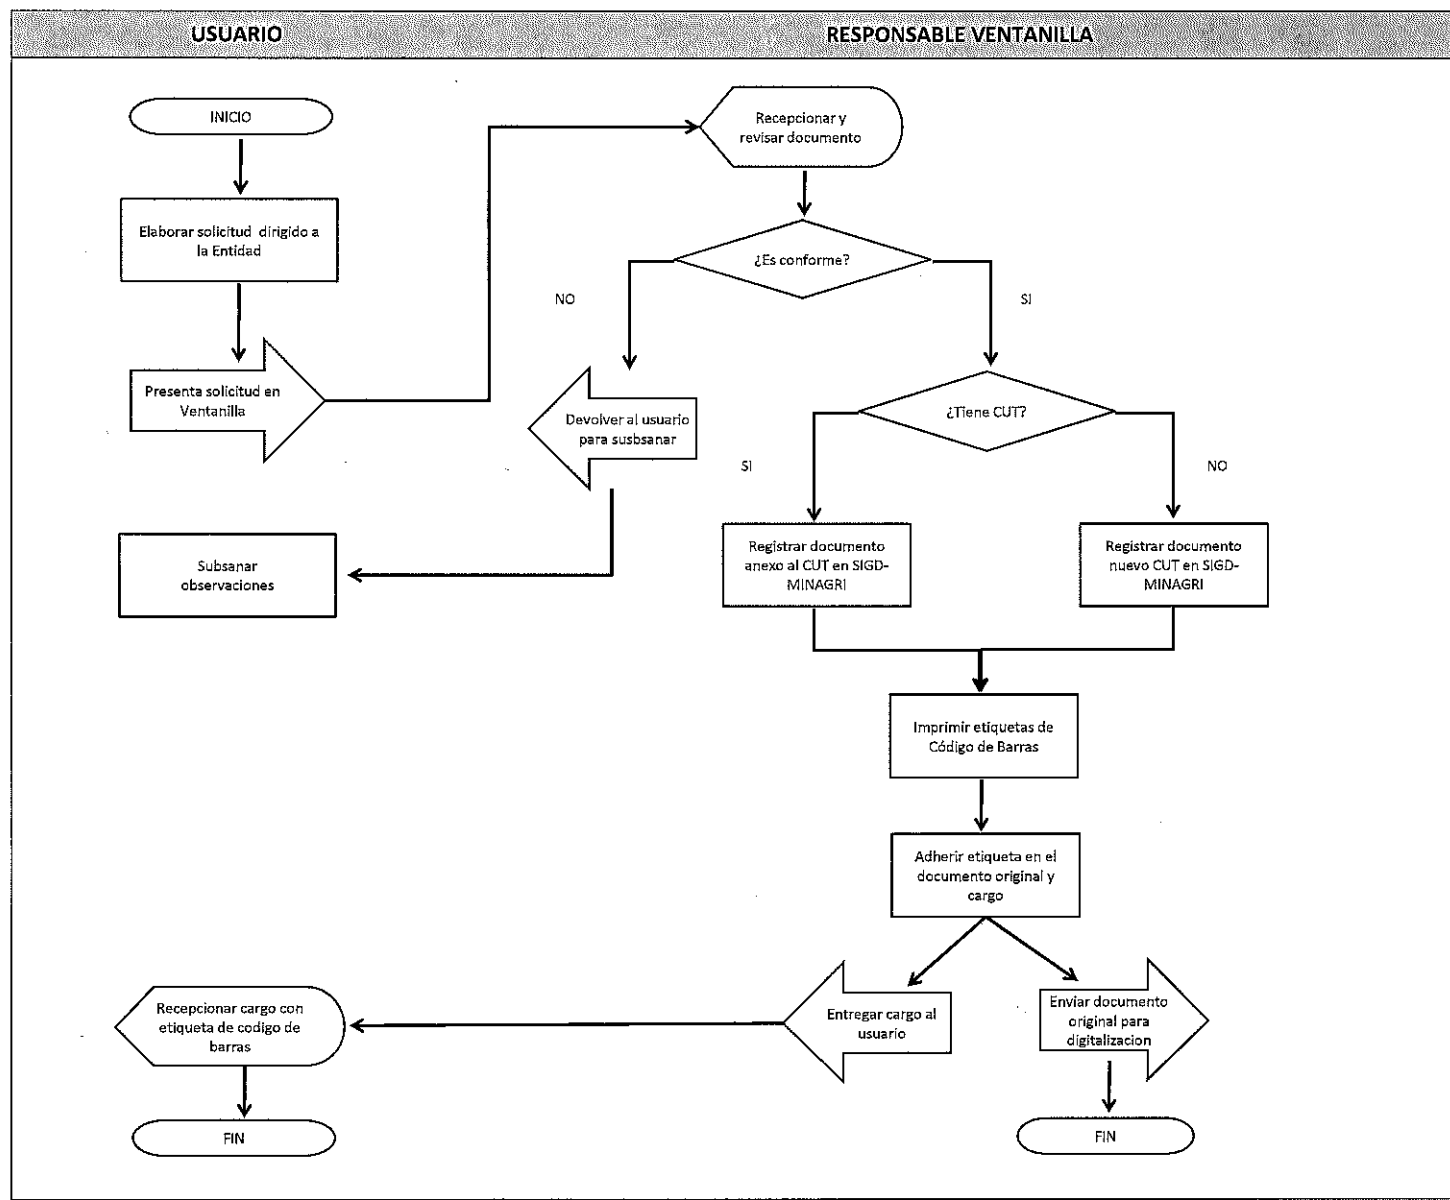 USUARIO
RESPONSABLE VENTANILLA
INICIO
Elaborar solicitud dirigido a
la Entidad
Presenta solicitud en
Ventanilla
Recepcionar y
revisar documento
¿Es conforme?
NO
SI
Devolver al usuario
para susbsanar
Subsanar
observaciones
¿Tiene CUT?
SI
NO
Registrar documento
anexo al CUT en SIGD-
MINAGRI
Registrar documento
nuevo CUT en SIGD-
MINAGRI
Imprimir etiquetas de
Código de Barras
Adherir etiqueta en el
documento original y
cargo
Entregar cargo al
usuario
Enviar documento
original para
digitalizacion
Recepcionar cargo con
etiqueta de codigo de
barras
FIN
FIN